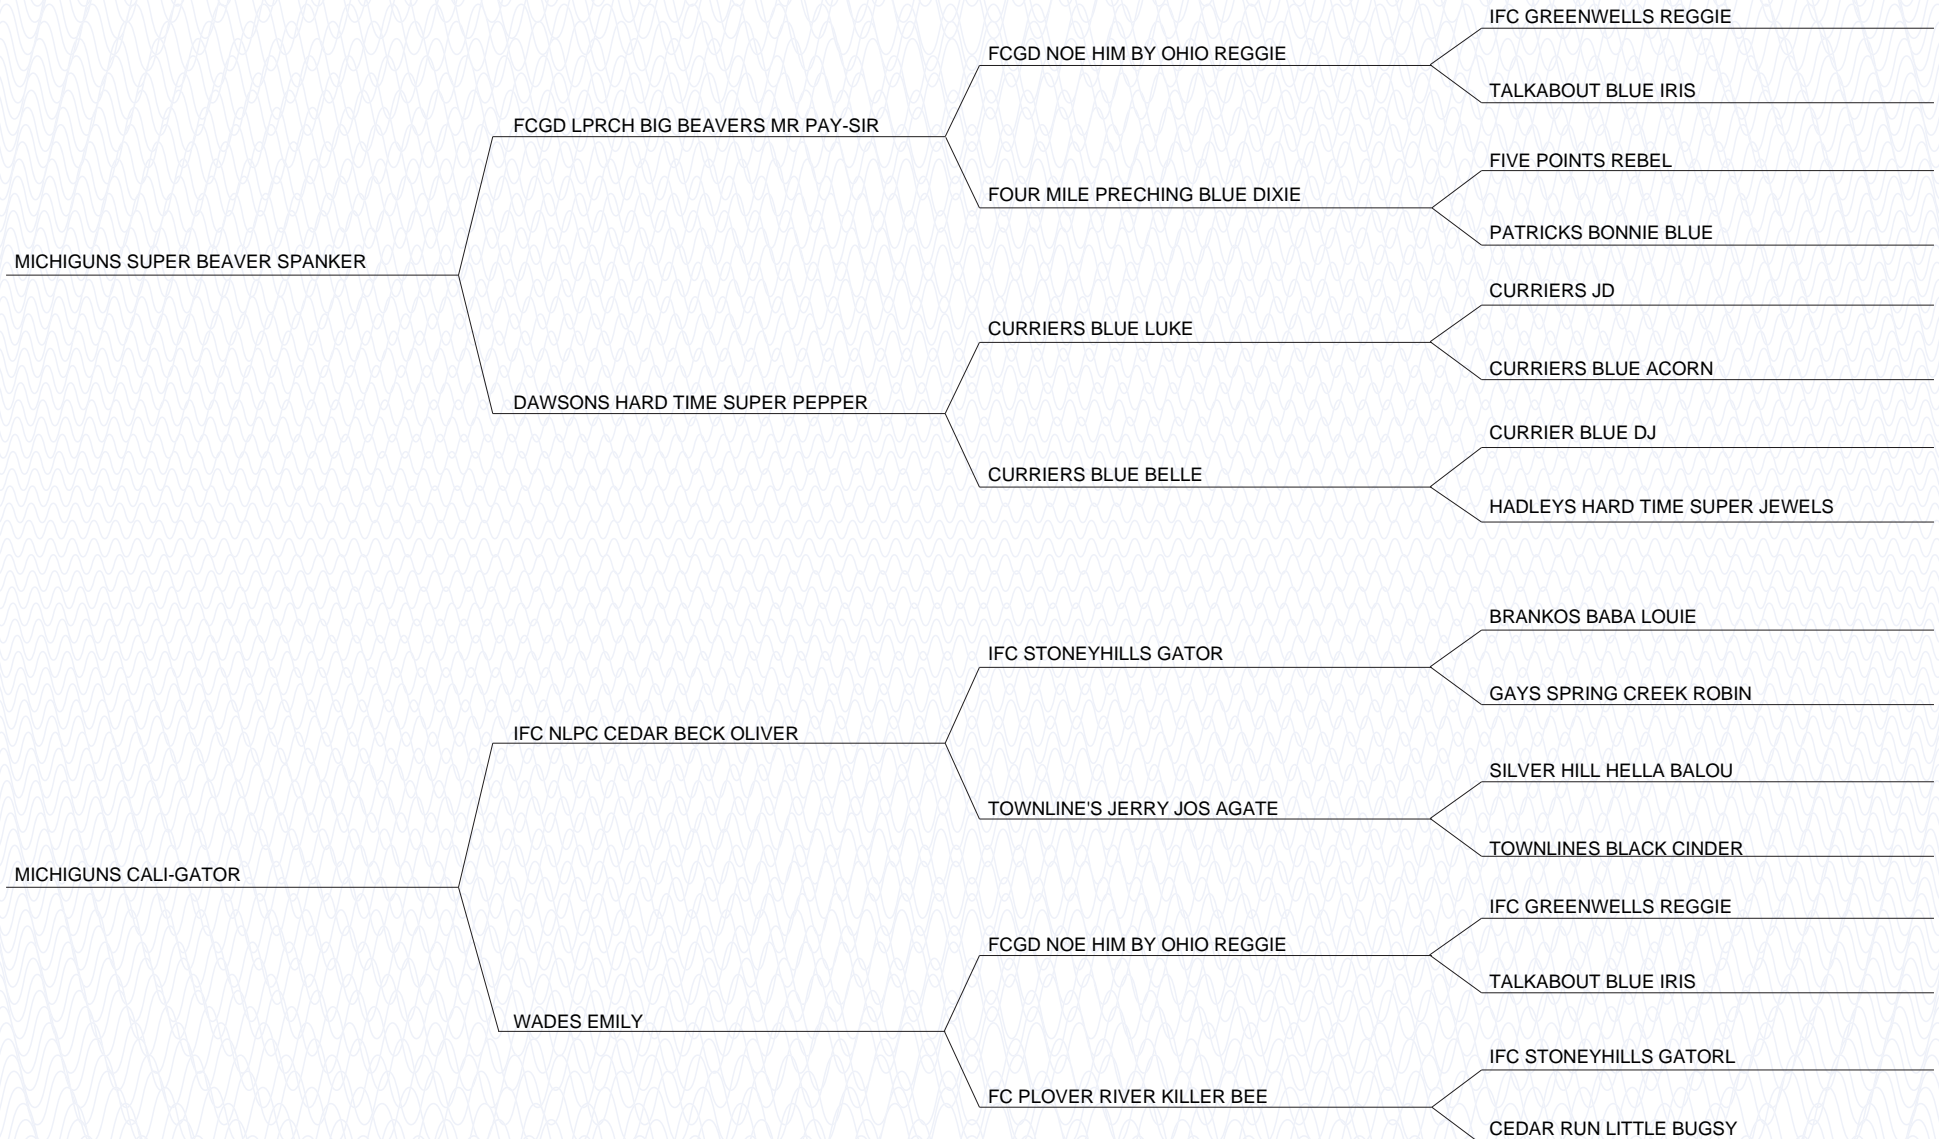 IFC GREENWELLS REGGIE
FCGD NOE HIM BY OHIO REGGIE
TALKABOUT BLUE IRIS
FCGD LPRCH BIG BEAVERS MR PAY-SIR
FIVE POINTS REBEL
FOUR MILE PRECHING BLUE DIXIE
PATRICKS BONNIE BLUE
MICHIGUNS SUPER BEAVER SPANKER
CURRIERS JD
CURRIERS BLUE LUKE
CURRIERS BLUE ACORN
DAWSONS HARD TIME SUPER PEPPER
CURRIER BLUE DJ
CURRIERS BLUE BELLE
HADLEYS HARD TIME SUPER JEWELS
BRANKOS BABA LOUIE
IFC STONEYHILLS GATOR
GAYS SPRING CREEK ROBIN
IFC NLPC CEDAR BECK OLIVER
SILVER HILL HELLA BALOU
TOWNLINE'S JERRY JOS AGATE
TOWNLINES BLACK CINDER
MICHIGUNS CALI-GATOR
IFC GREENWELLS REGGIE
FCGD NOE HIM BY OHIO REGGIE
TALKABOUT BLUE IRIS
WADES EMILY
IFC STONEYHILLS GATORL
FC PLOVER RIVER KILLER BEE
CEDAR RUN LITTLE BUGSY